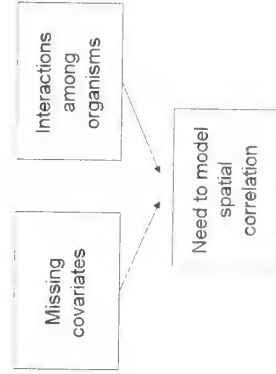 Missing
covariates
Interactions
among
organisms
Need to model
spatial
correlation